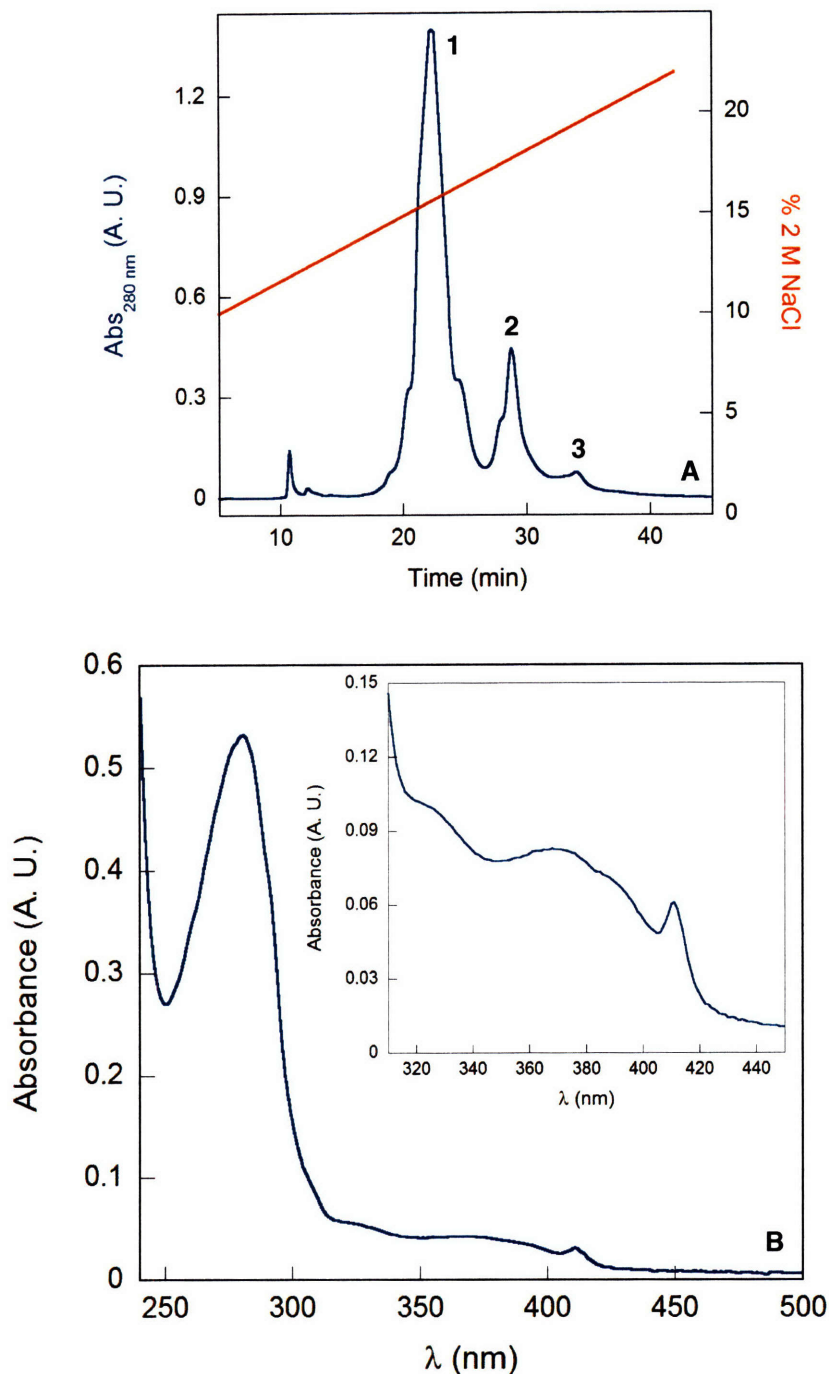 1.2
0.9
0.6
0.3
0
Abs280 nm (A. U.)
1
2
3
A
20
15
10
5
0
% 2 M NaCl
10 20 30 40
Time (min)
0.6
0.5
0.4
0.3
0.2
0.1
0
Absorbance (A. U.)
0.15
0.12
0.09
0.06
0.03
0
Absorbance (A. U.)
320 340 360 380 400 420 440
λ (nm)
B
250 300 350 400 450 500
λ (nm)